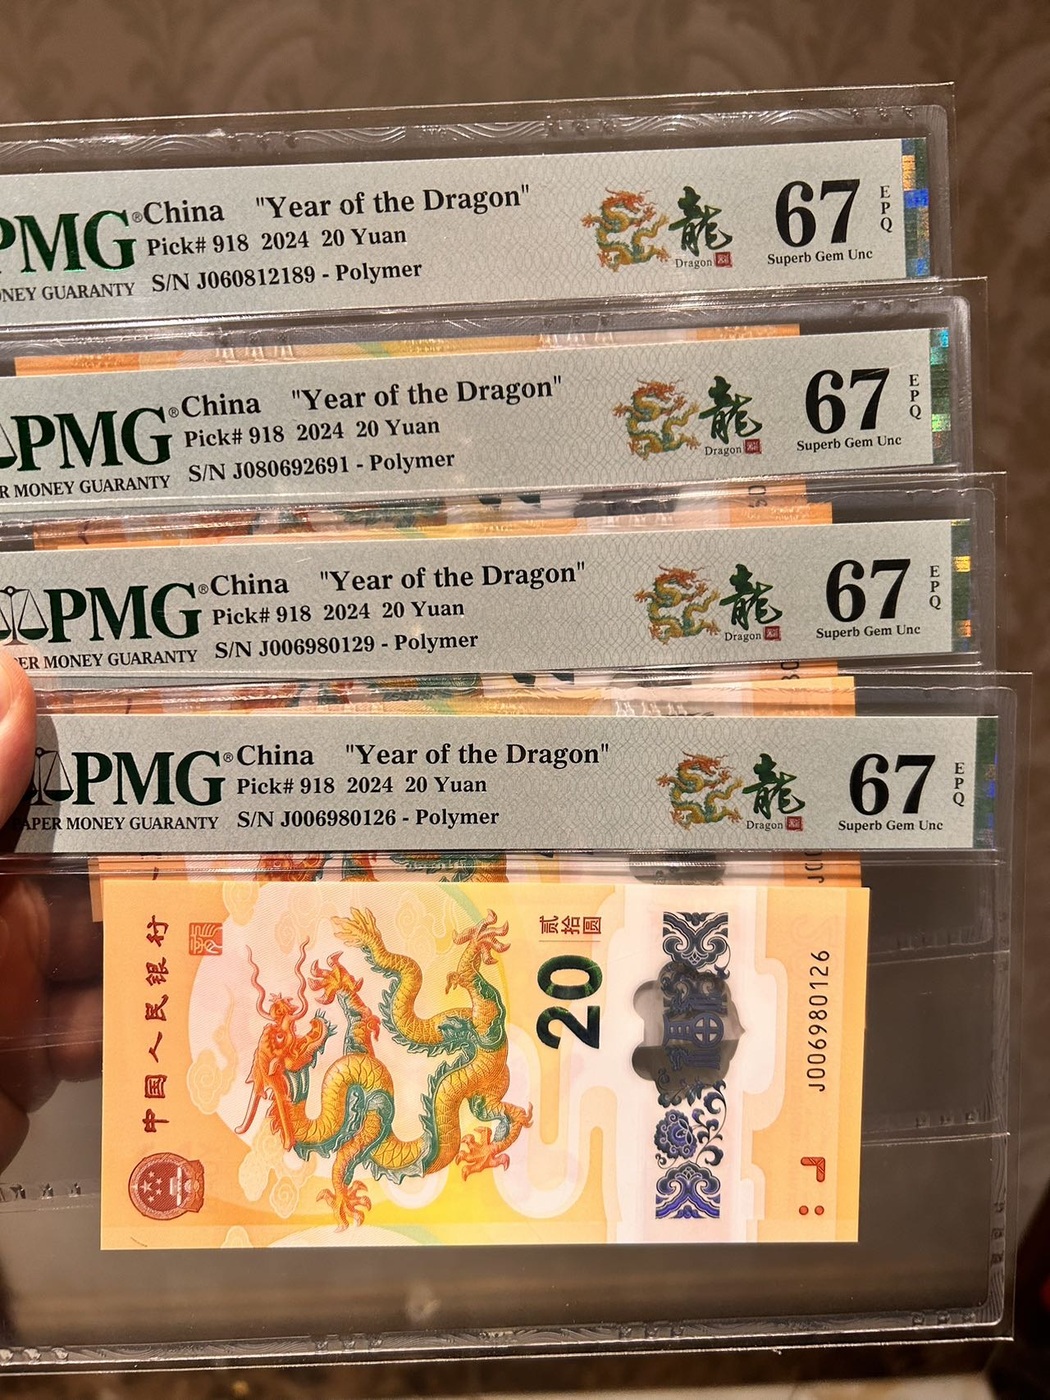 PMG®
China "Year of the Dragon"
Pick# 918 2024 20 Yuan
S/N J060812189 - Polymer
MONEY GUARANTY
龍
Dragon
67
EPQ
Superb Gem Unc
PMG®
China "Year of the Dragon"
Pick# 918 2024 20 Yuan
S/N J080692691 - Polymer
MONEY GUARANTY
龍
Dragon
67
EPQ
Superb Gem Unc
PMG®
China "Year of the Dragon"
Pick# 918 2024 20 Yuan
S/N J006980129 - Polymer
MONEY GUARANTY
龍
Dragon
67
EPQ
Superb Gem Unc
PMG®
China "Year of the Dragon"
Pick# 918 2024 20 Yuan
S/N J006980126 - Polymer
PAPER MONEY GUARANTY
龍
Dragon
67
EPQ
Superb Gem Unc
中国人民银行
贰拾圆
20
J006980126